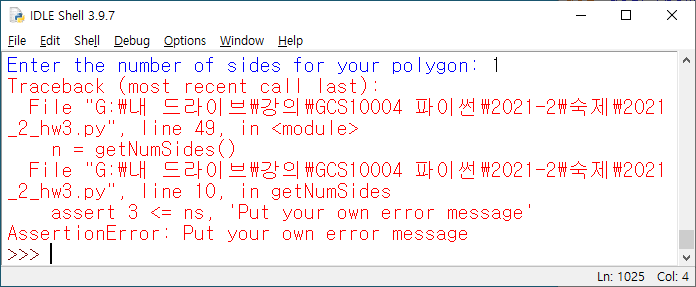 IDLE Shell 3.9.7
File Edit Shell Debug Options Window Help
Enter the number of sides for your polygon: 1
Traceback (most recent call last):
  File "G:₩내 드라이브₩강의₩GCS10004 파이썬₩2021-2₩숙제₩2021
_2_hw3.py", line 49, in <module>
    n = getNumSides()
  File "G:₩내 드라이브₩강의₩GCS10004 파이썬₩2021-2₩숙제₩2021
_2_hw3.py", line 10, in getNumSides
    assert 3 <= ns, 'Put your own error message'
AssertionError: Put your own error message
>>>
Ln: 1025 Col: 4